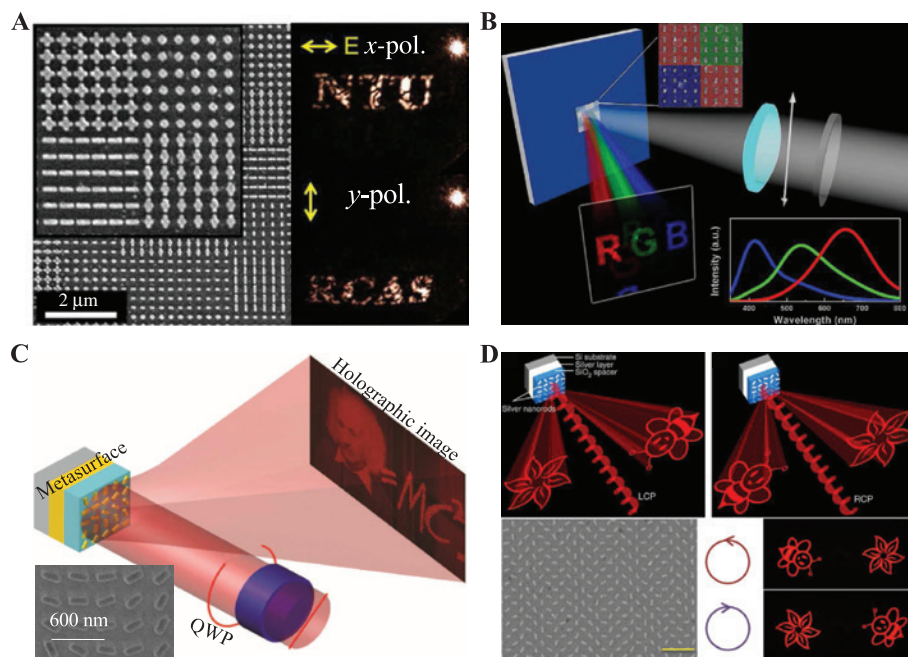 A
E x-pol.
NTU
y-pol.
RCAS
2 μm
B
R G B
G
Intensity (a.u.)
400 500 600 700 800
Wavelength (nm)
C
Holographic image
Metasurface
=MC²
600 nm
QWP
D
Si substrate
Silver layer
SiO₂ spacer
Silver nanorods
LCP
RCP